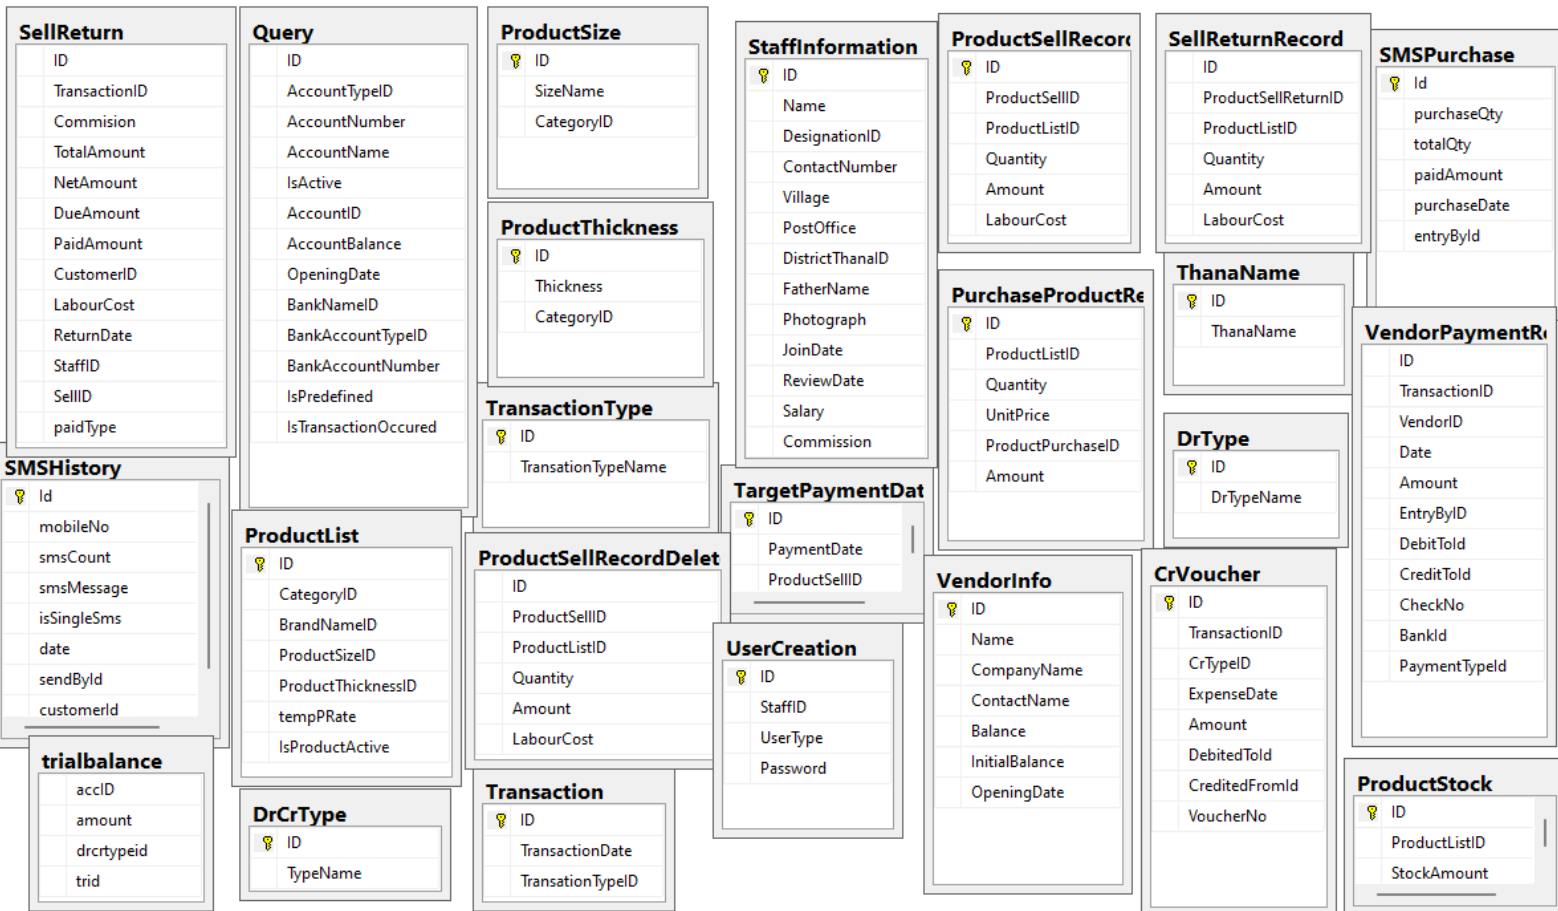 SellReturn
ID
TransactionID
Commision
TotalAmount
NetAmount
DueAmount
PaidAmount
CustomerID
LabourCost
ReturnDate
StaffID
SellID
paidType
Query
ID
AccountTypeID
AccountNumber
AccountName
IsActive
AccountID
AccountBalance
OpeningDate
BankNameID
BankAccountTypeID
BankAccountNumber
IsPredefined
IsTransactionOccured
ProductSize
ID
SizeName
CategoryID
ProductThickness
ID
Thickness
CategoryID
TransactionType
ID
TransationTypeName
StaffInformation
ID
Name
DesignationID
ContactNumber
Village
PostOffice
DistrictThanaID
FatherName
Photograph
JoinDate
ReviewDate
Salary
Commission
ProductSellRecor
ID
ProductSellID
ProductListID
Quantity
Amount
LabourCost
SellReturnRecord
ID
ProductSellReturnID
ProductListID
Quantity
Amount
LabourCost
SMSPurchase
Id
purchaseQty
totalQty
paidAmount
purchaseDate
entryById
PurchaseProductRe
ID
ProductListID
Quantity
UnitPrice
ProductPurchaseID
Amount
ThanaName
ID
ThanaName
DrType
ID
DrTypeName
VendorPaymentR
ID
TransactionID
VendorID
Date
Amount
EntryByID
DebitToId
CreditToId
CheckNo
BankId
PaymentTypeId
SMSHistory
Id
mobileNo
smsCount
smsMessage
isSingleSms
date
sendById
customerId
trialbalance
accID
amount
drcrtypeid
trid
ProductList
ID
CategoryID
BrandNameID
ProductSizeID
ProductThicknessID
tempPRate
IsProductActive
DrCrType
ID
TypeName
ProductSellRecordDelet
ID
ProductSellID
ProductListID
Quantity
Amount
LabourCost
Transaction
ID
TransactionDate
TransationTypeID
TargetPaymentDat
ID
PaymentDate
ProductSellID
UserCreation
ID
StaffID
UserType
Password
VendorInfo
ID
Name
CompanyName
ContactName
Balance
InitialBalance
OpeningDate
CrVoucher
ID
TransactionID
CrTypeID
ExpenseDate
Amount
DebitedToId
CreditedFromId
VoucherNo
ProductStock
ID
ProductListID
StockAmount